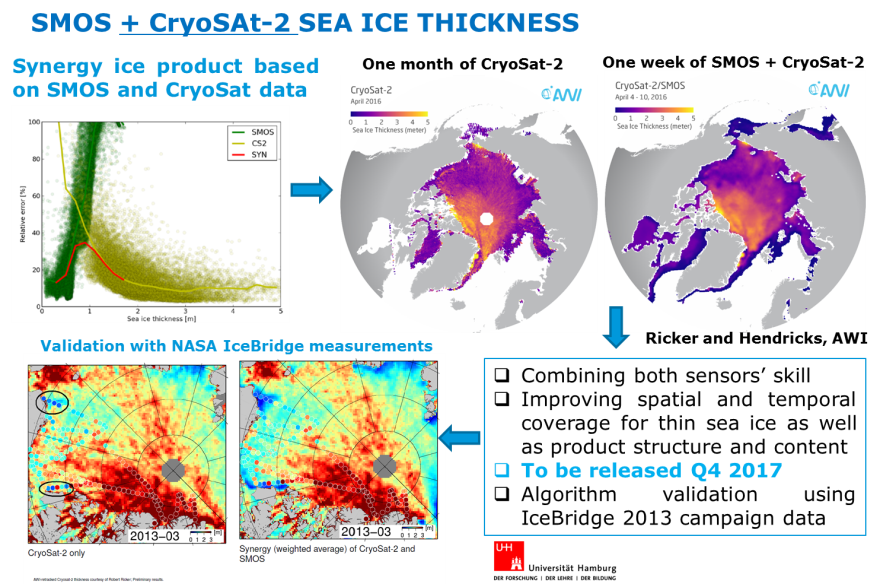 SMOS + CryoSAt-2 SEA ICE THICKNESS
Synergy ice product based
on SMOS and CryoSat data
100
80
60
40
20
0
Relative error [%]
0 1 2 3 4 5
Sea ice thickness [m]
SMOS
CS2
SYN
One month of CryoSat-2
CryoSat-2
April 2016
AWI
0 1 2 3 4 5
Sea Ice Thickness (meter)
One week of SMOS + CryoSat-2
CryoSat-2/SMOS
April 4 - 10, 2016
AWI
0 1 2 3 4 5
Sea Ice Thickness (meter)
Ricker and Hendricks, AWI
Validation with NASA IceBridge measurements
2013-03
[m]
0 1 2 3
CryoSat-2 only
2013-03
[m]
0 1 2 3
Synergy (weighted average) of CryoSat-2 and
SMOS
Combining both sensors' skill
Improving spatial and temporal
coverage for thin sea ice as well
as product structure and content
To be released Q4 2017
Algorithm validation using
IceBridge 2013 campaign data
UH
Universität Hamburg
DER FORSCHUNG | DER LEHRE | DER BILDUNG